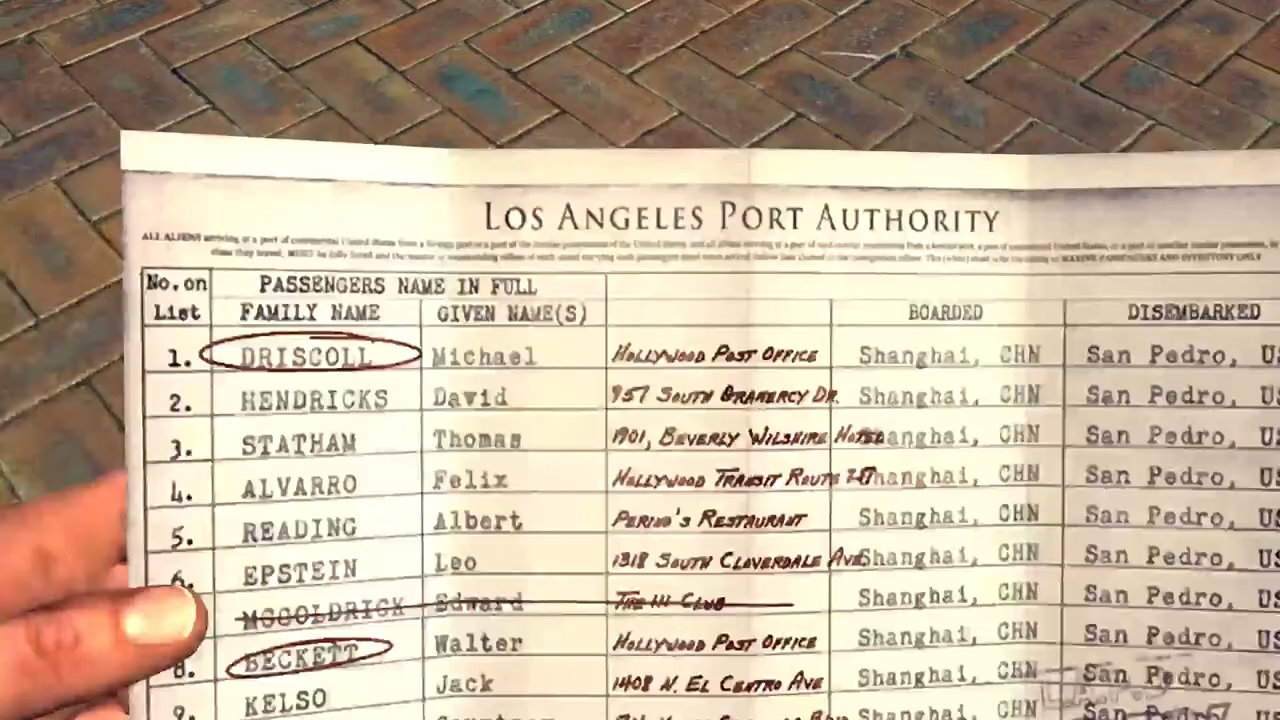 LOS ANGELES PORT AUTHORITY
No. on List PASSENGERS NAME IN FULL
FAMILY NAME GIVEN NAME(S) BOARDED DISEMBARKED
1. DRISCOLL Michael HOLLYWOOD POST OFFICE Shanghai, CHN San Pedro,
2. HENDRICKS David 957 SOUTH GRAMERCY DR. Shanghai, CHN San Pedro,
3. STATHAM Thomas 1901, BEVERLY WILSHIRE HOTEL Shanghai, CHN San Pedro,
4. ALVARRO Felix HOLLYWOOD TRANSIT ROUTE Shanghai, CHN San Pedro,
5. READING Albert PERINO'S RESTAURANT Shanghai, CHN San Pedro,
6. EPSTEIN Leo 1318 SOUTH CLOVERDALE AVE Shanghai, CHN San Pedro,
MCGOLDRICK Edward THE 111 CLUB Shanghai, CHN San Pedro,
8. BECKETT Walter HOLLYWOOD POST OFFICE Shanghai, CHN San Pedro,
9. KELSO Jack 1408 N. EL CENTRO AVE Shanghai, CHN San Pedro,